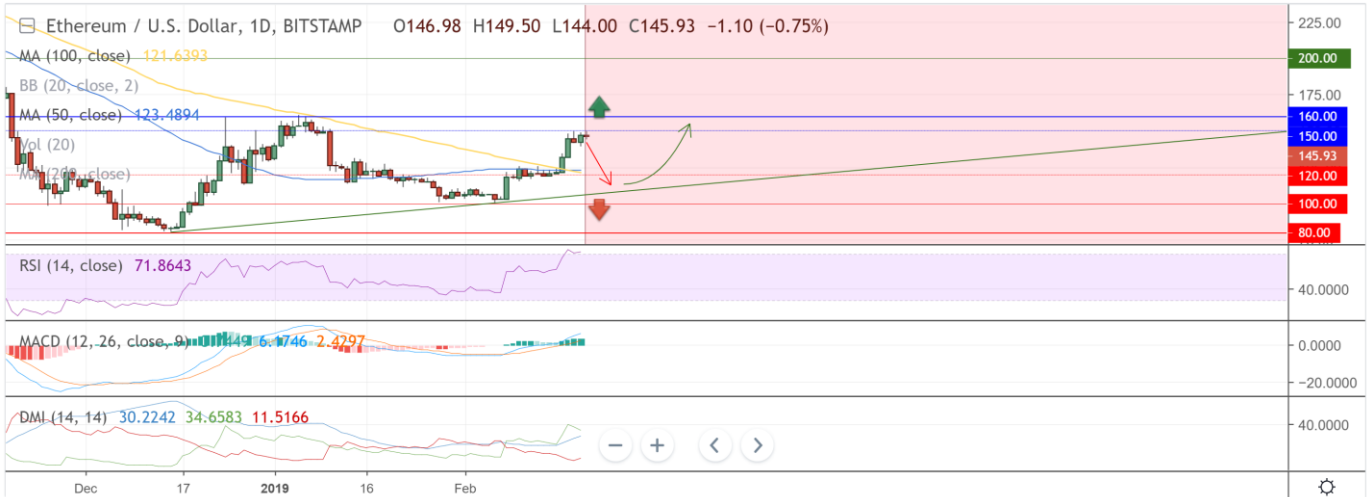 Ethereum / U.S. Dollar, 1D, BITSTAMP O146.98 H149.50 L144.00 C145.93 −1.10 (−0.75%)
MA (100, close) 121.6393
BB (20, close, 2)
MA (50, close) 123.4894
Vol (20)
MA (200, close)
225.00
200.00
175.00
160.00
150.00
145.93
120.00
100.00
80.00
RSI (14, close) 71.8643
40.0000
MACD (12, 26, close, 9) 6.1746 2.4297
0.0000
−20.0000
DMI (14, 14) 30.2242 34.6583 11.5166
40.0000
Dec 17 2019 16 Feb